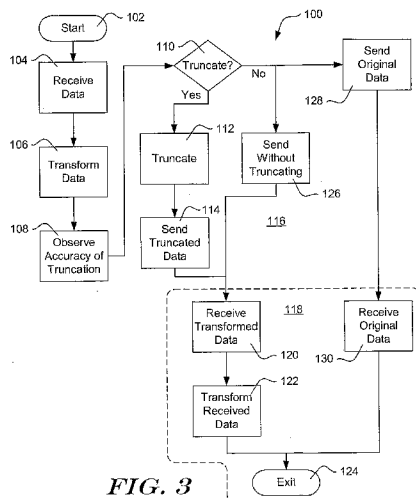 100
Start
102
104
Receive
Data
106
Transform
Data
108
Observe
Accuracy of
Truncation
110
Truncate?
No
Yes
112
Truncate
114
Send
Truncated
Data
Send
Without
Truncating
126
116
Send
Original
Data
128
118
Receive
Transformed
Data
120
122
Transform
Received
Data
Receive
Original
Data
130
Exit
124
FIG. 3